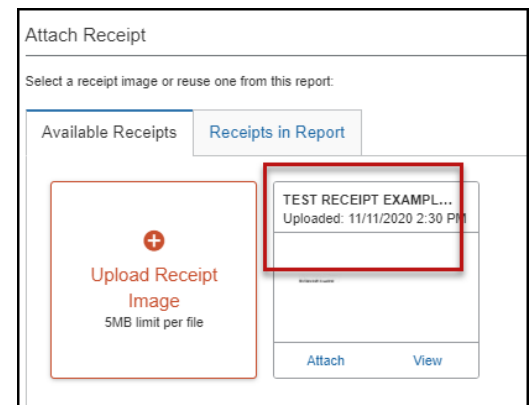 Attach Receipt
Select a receipt image or reuse one from this report:
Available Receipts
Receipts in Report
Upload Receipt
Image
5MB limit per file
TEST RECEIPT EXAMPL...
Uploaded: 11/11/2020 2:30 PM
Attach
View